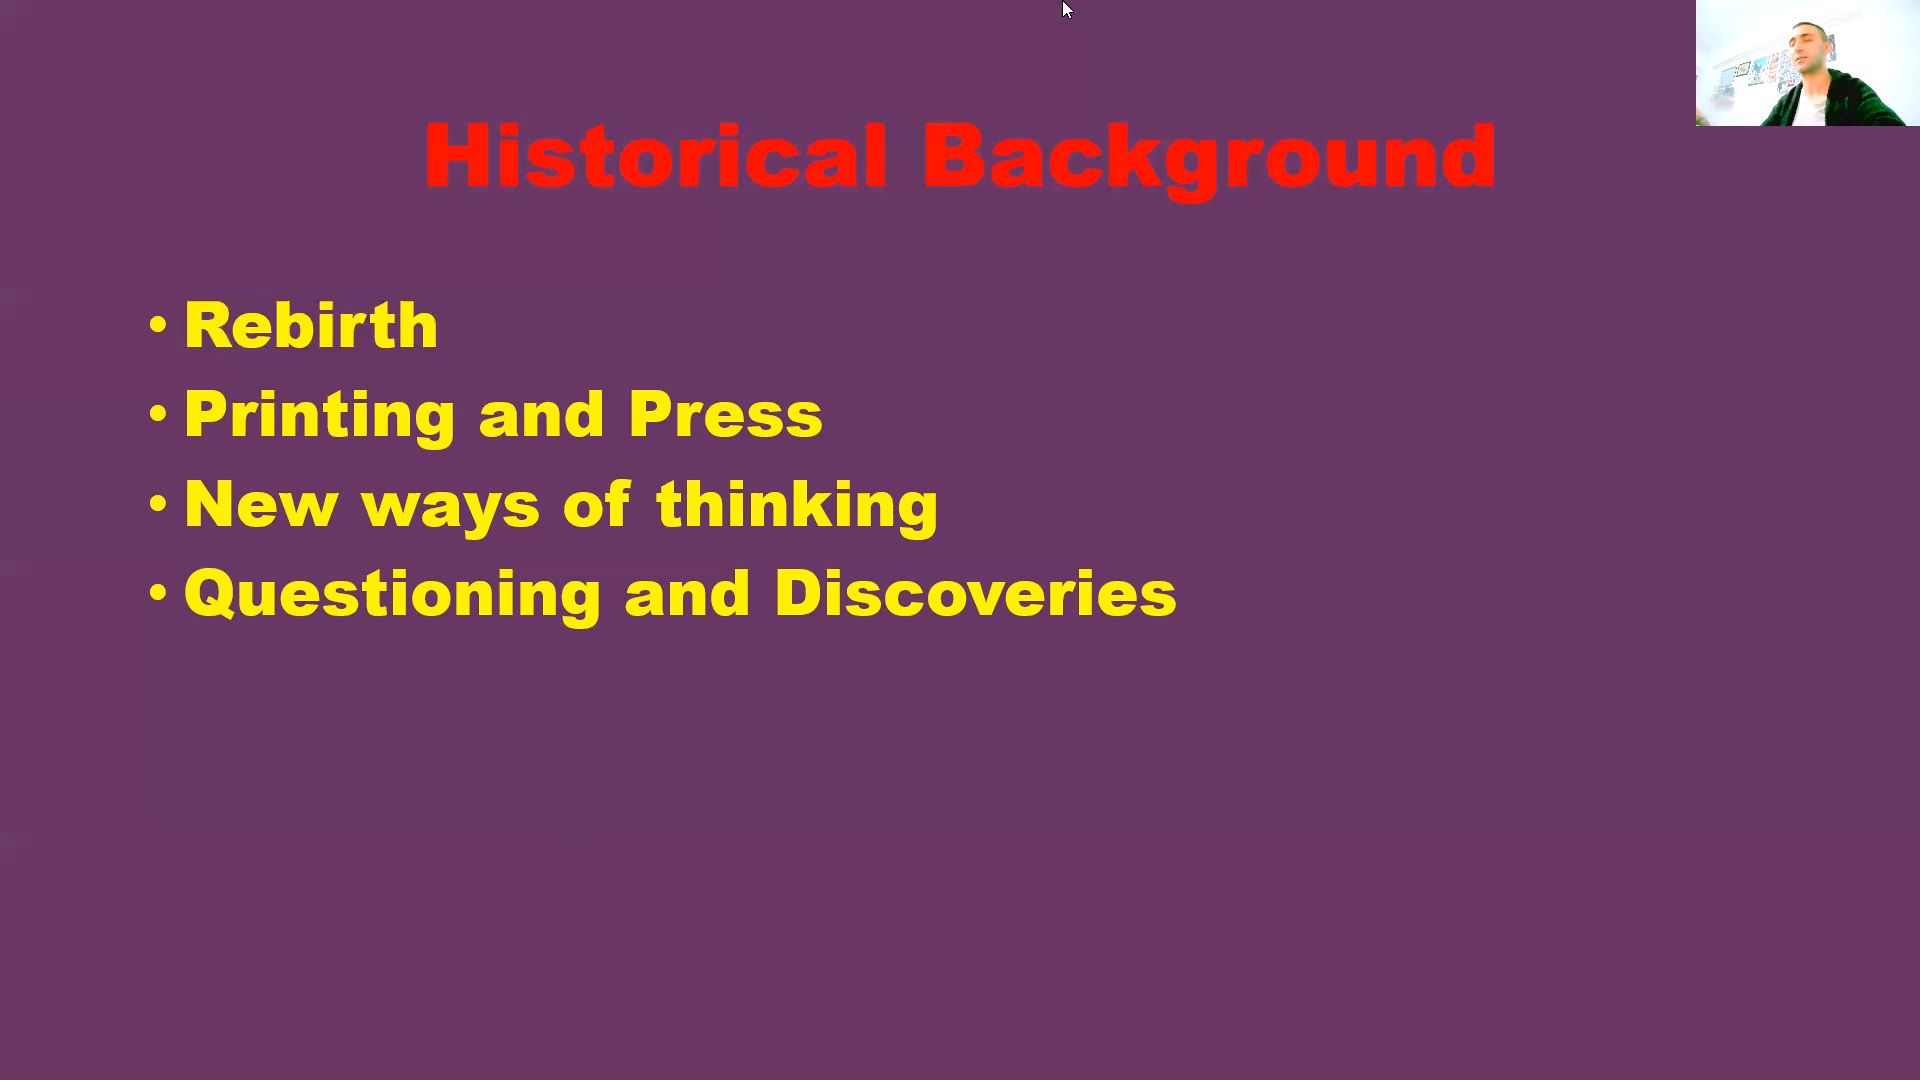 Historical Background
• Rebirth
• Printing and Press
• New ways of thinking
• Questioning and Discoveries